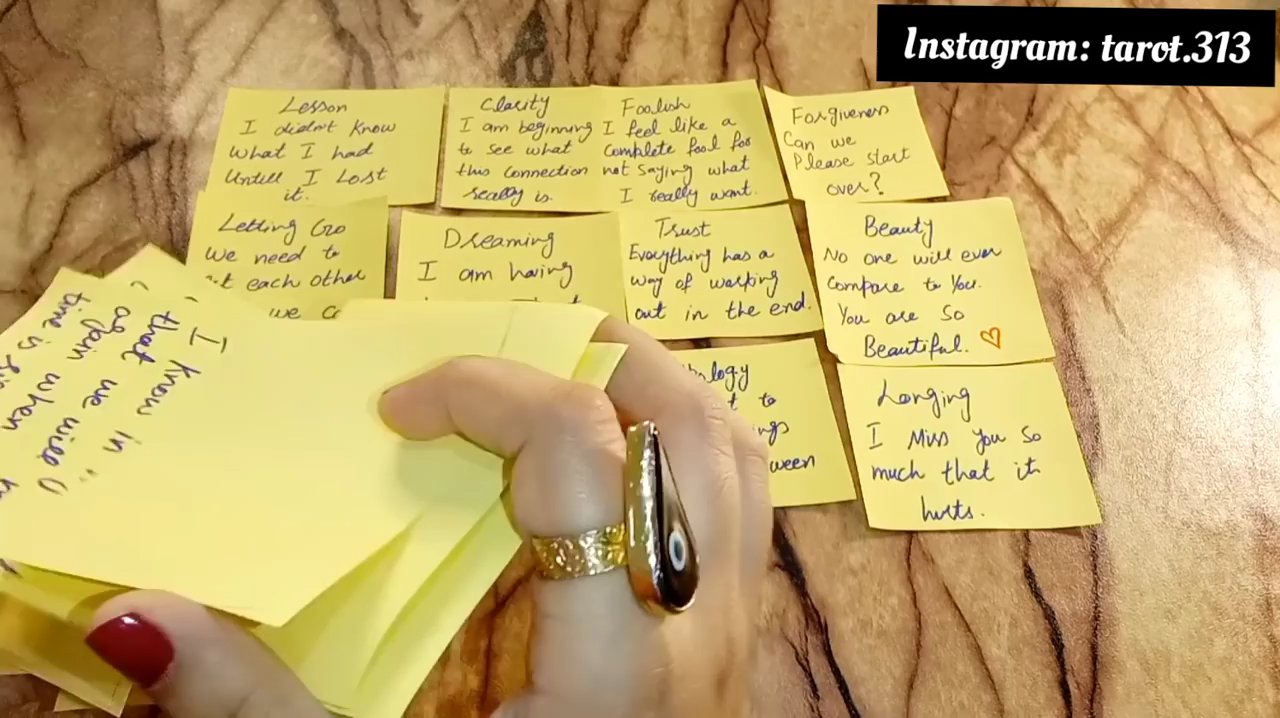 Instagram: tarot.313
Lesson
I didn't know
What I had
Untill I Lost
it.
Clarity
I am beginning
to see what
this connection
really is.
Foolish
I feel like a
Complete fool for
not saying what
I really want.
Forgiveness
Can we
Please start
over?
Letting Go
We need to
each other
we
Dreaming
I am having
Trust
Everything has a
way of working
out in the end.
Beauty
No one will ever
Compare to You.
You are So
Beautiful.
to
ween
Longing
I Miss you so
much that it
hurts.
I know in
that we will
again when
time is